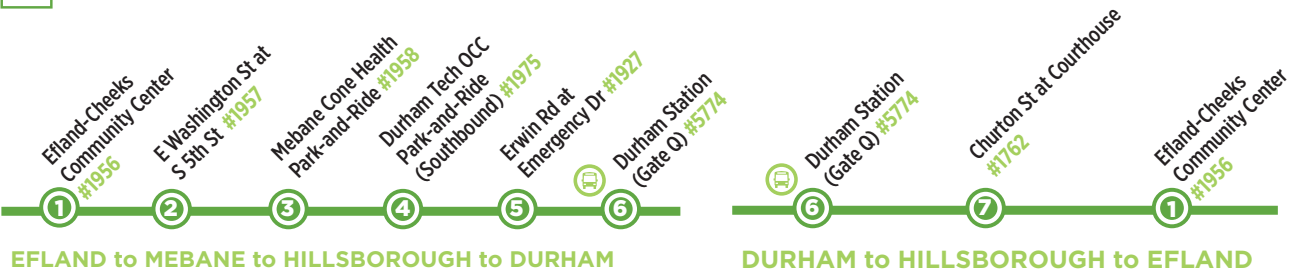 Efland-Cheeks
Community Center
#1956
E Washington St at
S 5th St #1957
Mebane Cone Health
Park-and-Ride #1958
Durham Tech OCC
Park-and-Ride
(Southbound) #1975
Erwin Rd at
Emergency Dr #1927
Durham Station
(Gate Q) #5774
1 2 3 4 5 6
EFLAND to MEBANE to HILLSBOROUGH to DURHAM
Durham Station
(Gate Q) #5774
Churton St at Courthouse
#1762
Efland-Cheeks
Community Center
#1956
6 7 1
DURHAM to HILLSBOROUGH to EFLAND